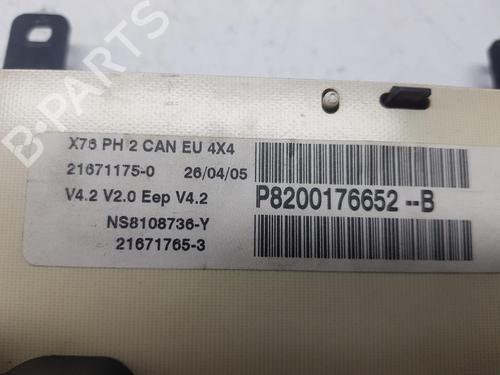 B-PARTS
X76 PH 2 CAN EU 4X4
21671175-0 26/04/05
V4.2 V2.0 Eep V4.2
P8200176652 --B
NS8108736-Y
21671765-3